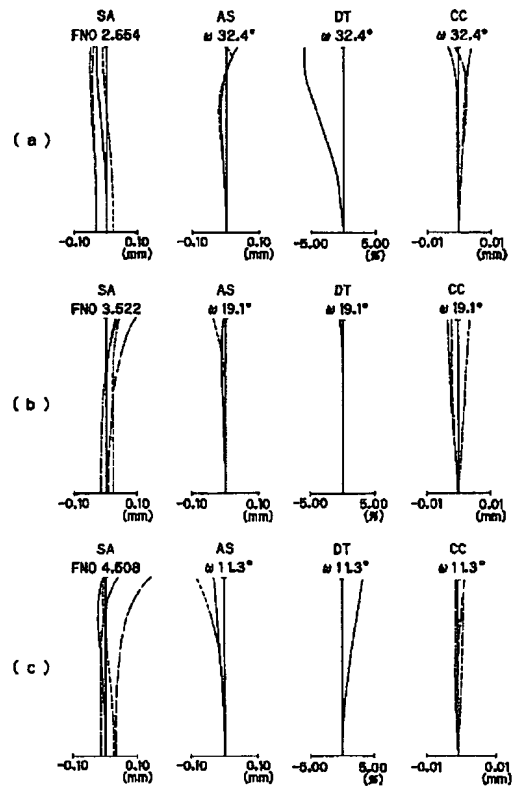 SA AS DT CC
FNO 2.654 ω 32.4° ω 32.4° ω 32.4°
(a)
-0.10 0.10 -0.10 0.10 -5.00 5.00 -0.01 0.01
(mm) (mm) (%) (mm)
SA AS DT CC
FNO 3.522 ω 19.1° ω 19.1° ω 19.1°
(b)
-0.10 0.10 -0.10 0.10 -5.00 5.00 -0.01 0.01
(mm) (mm) (%) (mm)
SA AS DT CC
FNO 4.608 ω 11.3° ω 11.3° ω 11.3°
(c)
-0.10 0.10 -0.10 0.10 -5.00 5.00 -0.01 0.01
(mm) (mm) (%) (mm)